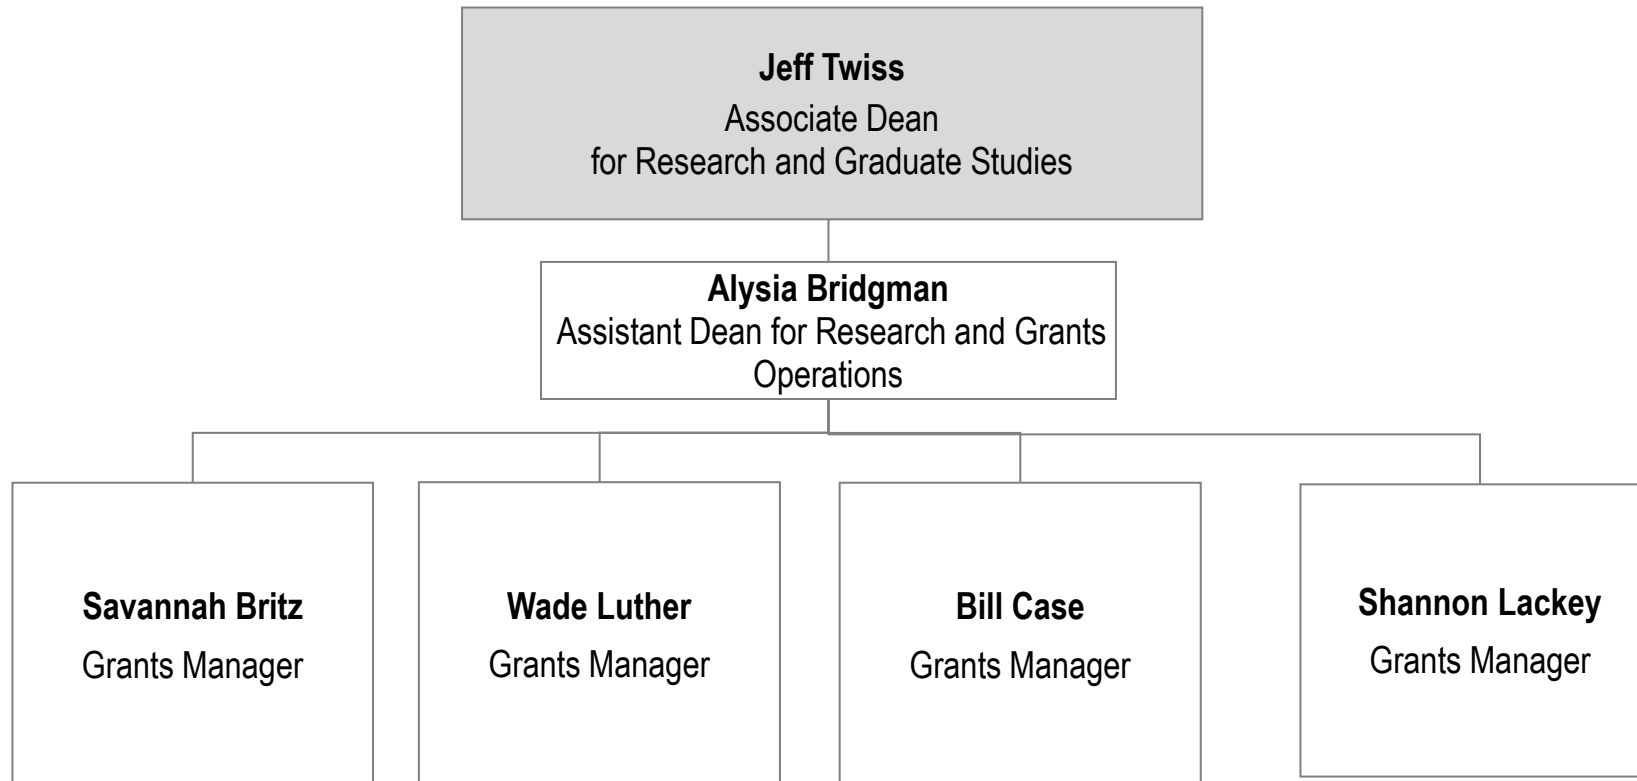 Jeff Twiss
Associate Dean
for Research and Graduate Studies
Alysia Bridgman
Assistant Dean for Research and Grants
Operations
Savannah Britz
Grants Manager
Wade Luther
Grants Manager
Bill Case
Grants Manager
Shannon Lackey
Grants Manager